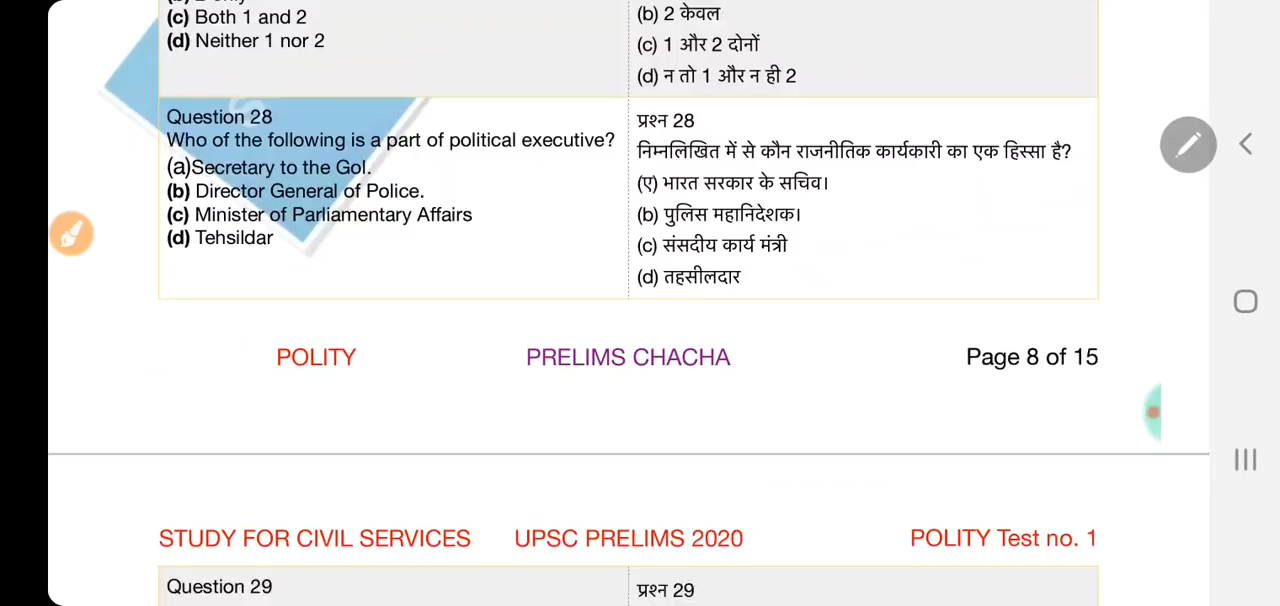 (c) Both 1 and 2
(d) Neither 1 nor 2
(b) 2 केवल
(c) 1 और 2 दोनों
(d) न तो 1 और न ही 2
Question 28
Who of the following is a part of political executive?
(a)Secretary to the GoI.
(b) Director General of Police.
(c) Minister of Parliamentary Affairs
(d) Tehsildar
प्रश्न 28
निम्नलिखित में से कौन राजनीतिक कार्यकारी का एक हिस्सा है?
(ए) भारत सरकार के सचिव।
(b) पुलिस महानिदेशक।
(c) संसदीय कार्य मंत्री
(d) तहसीलदार
POLITY PRELIMS CHACHA Page 8 of 15
STUDY FOR CIVIL SERVICES UPSC PRELIMS 2020 POLITY Test no. 1
Question 29
प्रश्न 29